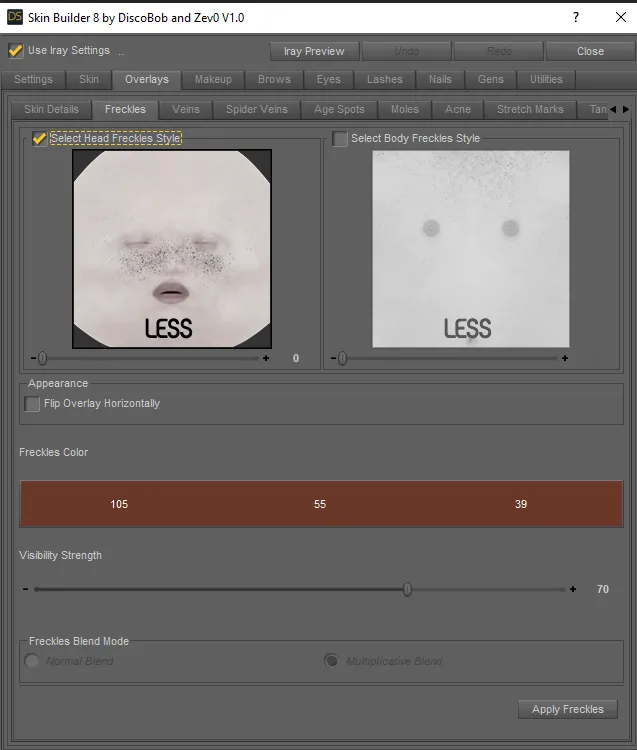 DS Skin Builder 8 by DiscoBob and Zev0 V1.0 ?
Use Iray Settings .. Iray Preview Undo Redo Close
Settings Skin Overlays Makeup Brows Eyes Lashes Nails Gens Utilities
Skin Details Freckles Veins Spider Veins Age Spots Moles Acne Stretch Marks Tan
Select Head Freckles Style Select Body Freckles Style
LESS LESS
- + 0 - +
Appearance
Flip Overlay Horizontally
Freckles Color
105 55 39
Visibility Strength
- + 70
Freckles Blend Mode
Normal Blend Multiplicative Blend
Apply Freckles